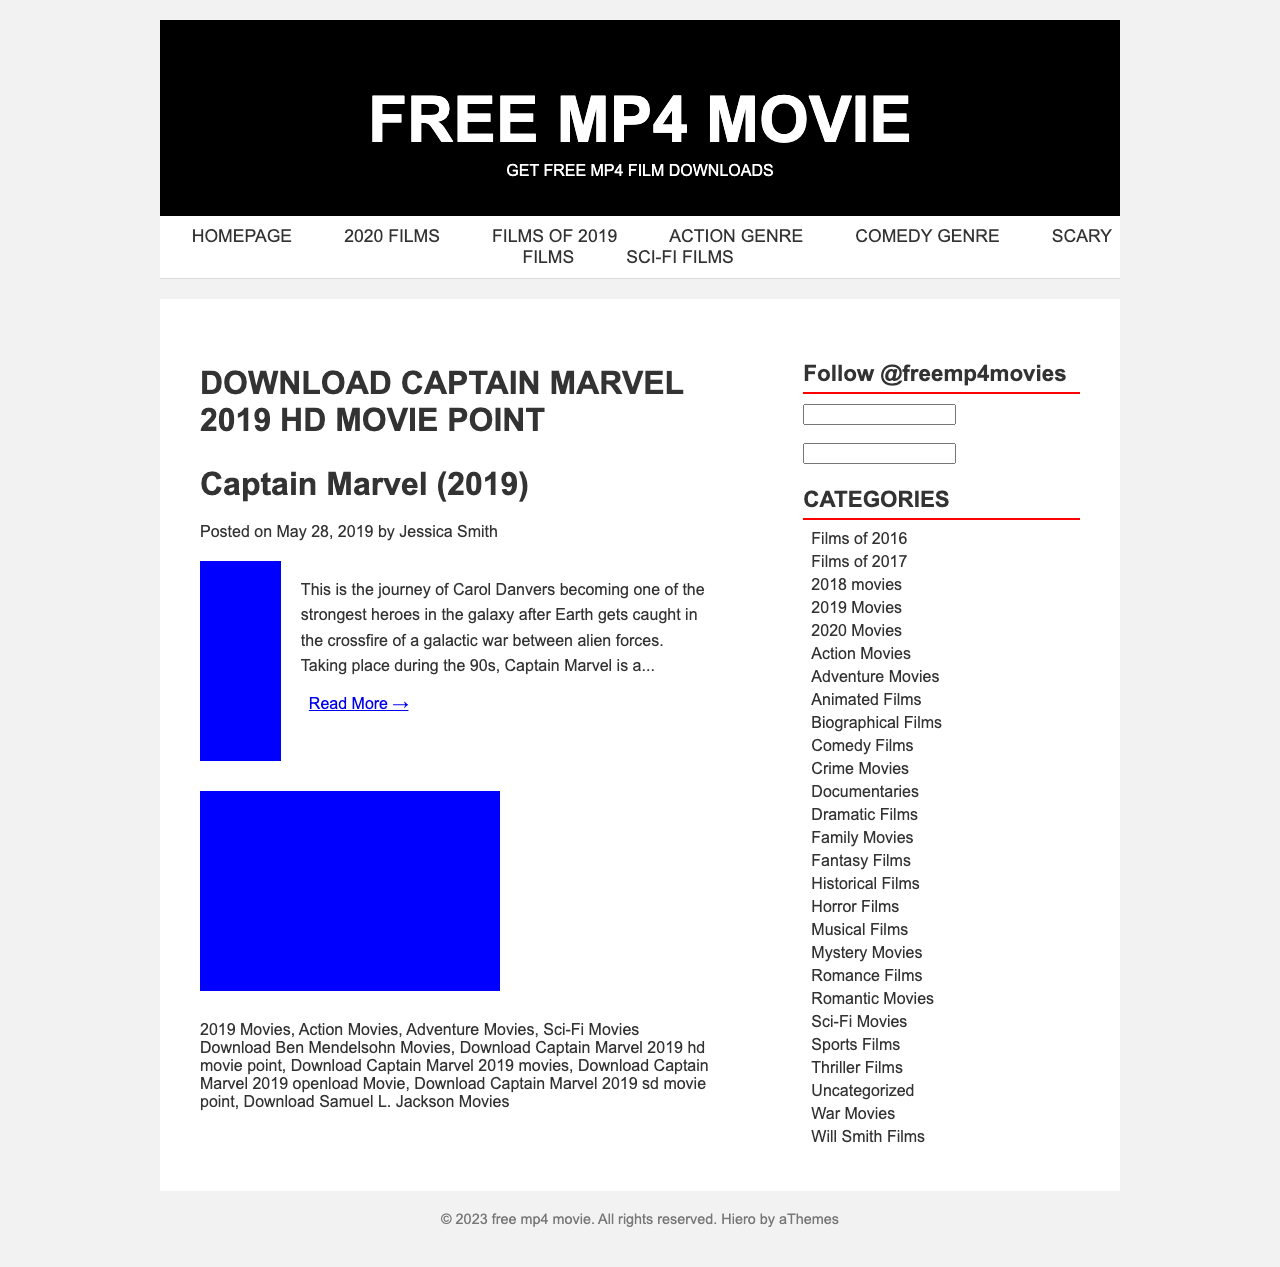 FREE MP4 MOVIE
GET FREE MP4 FILM DOWNLOADS
HOMEPAGE 2020 FILMS FILMS OF 2019 ACTION GENRE COMEDY GENRE SCARY
FILMS SCI-FI FILMS
DOWNLOAD CAPTAIN MARVEL
2019 HD MOVIE POINT
Captain Marvel (2019)
Posted on May 28, 2019 by Jessica Smith
This is the journey of Carol Danvers becoming one of the
strongest heroes in the galaxy after Earth gets caught in
the crossfire of a galactic war between alien forces.
Taking place during the 90s, Captain Marvel is a...
Read More →
2019 Movies, Action Movies, Adventure Movies, Sci-Fi Movies
Download Ben Mendelsohn Movies, Download Captain Marvel 2019 hd
movie point, Download Captain Marvel 2019 movies, Download Captain
Marvel 2019 openload Movie, Download Captain Marvel 2019 sd movie
point, Download Samuel L. Jackson Movies
Follow @freemp4movies
CATEGORIES
Films of 2016
Films of 2017
2018 movies
2019 Movies
2020 Movies
Action Movies
Adventure Movies
Animated Films
Biographical Films
Comedy Films
Crime Movies
Documentaries
Dramatic Films
Family Movies
Fantasy Films
Historical Films
Horror Films
Musical Films
Mystery Movies
Romance Films
Romantic Movies
Sci-Fi Movies
Sports Films
Thriller Films
Uncategorized
War Movies
Will Smith Films
© 2023 free mp4 movie. All rights reserved. Hiero by aThemes